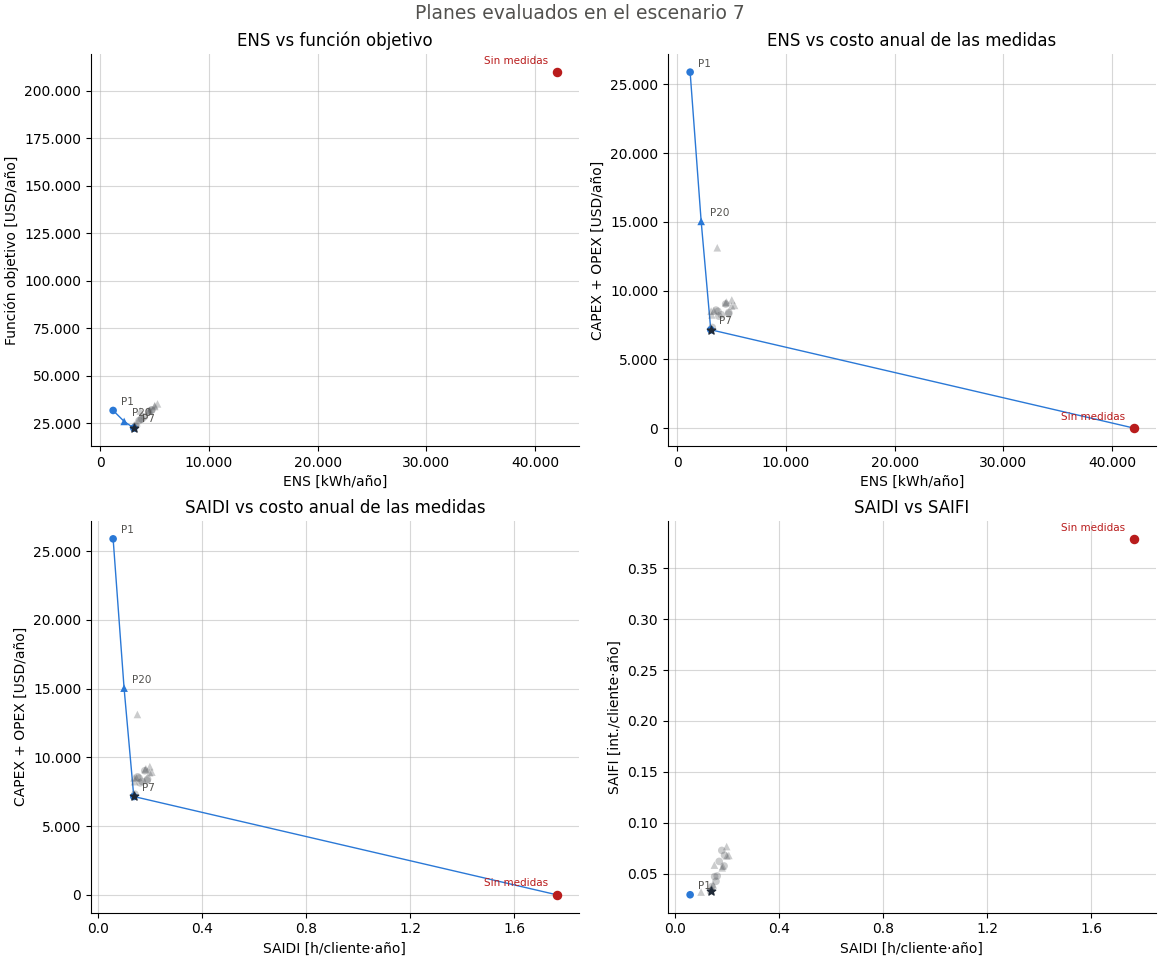 Planes evaluados en el escenario 7
ENS vs función objetivo
Función objetivo [USD/año]
200.000
175.000
150.000
125.000
100.000
75.000
50.000
25.000
Sin medidas
P1
P20
P7
0
10.000
20.000
30.000
40.000
ENS [kWh/año]
ENS vs costo anual de las medidas
CAPEX + OPEX [USD/año]
25.000
20.000
15.000
10.000
5.000
0
P1
P20
P7
Sin medidas
0
10.000
20.000
30.000
40.000
ENS [kWh/año]
SAIDI vs costo anual de las medidas
CAPEX + OPEX [USD/año]
25.000
20.000
15.000
10.000
5.000
0
P1
P20
P7
Sin medidas
0.0
0.4
0.8
1.2
1.6
SAIDI [h/cliente·año]
SAIDI vs SAIFI
SAIFI [int./cliente·año]
0.35
0.30
0.25
0.20
0.15
0.10
0.05
Sin medidas
P1
0.0
0.4
0.8
1.2
1.6
SAIDI [h/cliente·año]